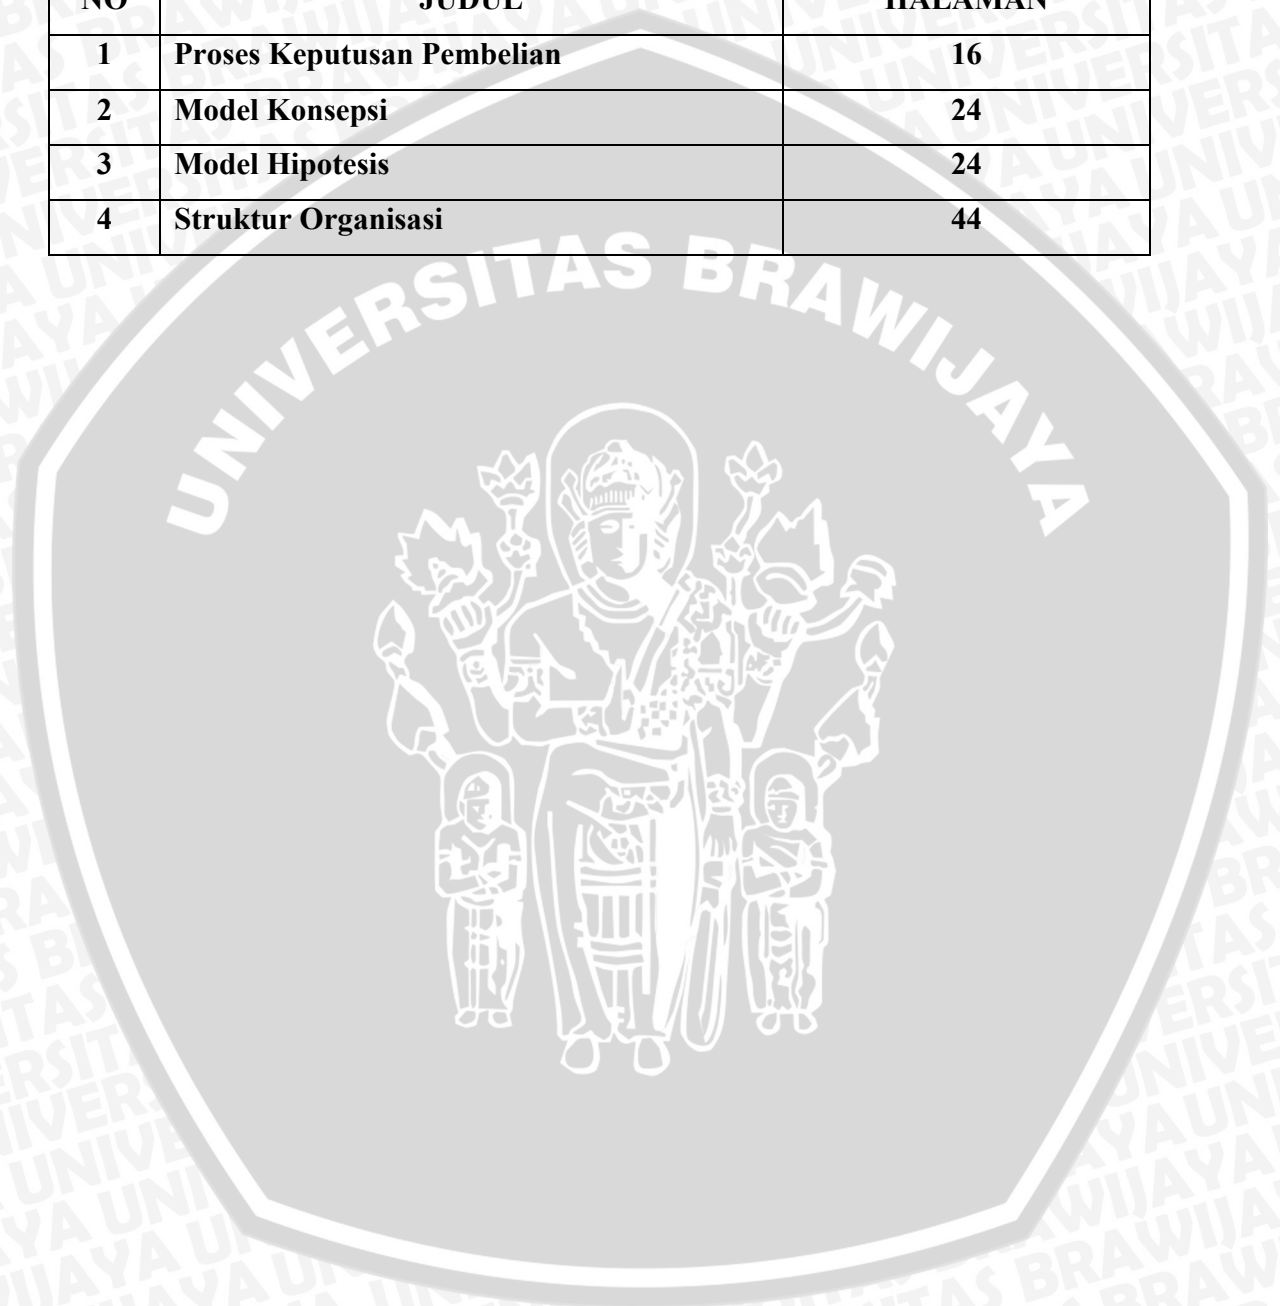 NO JUDUL HALAMAN
1 Proses Keputusan Pembelian 16
2 Model Konsepsi 24
3 Model Hipotesis 24
4 Struktur Organisasi 44
UNIVERSITAS BRAWIJAYA